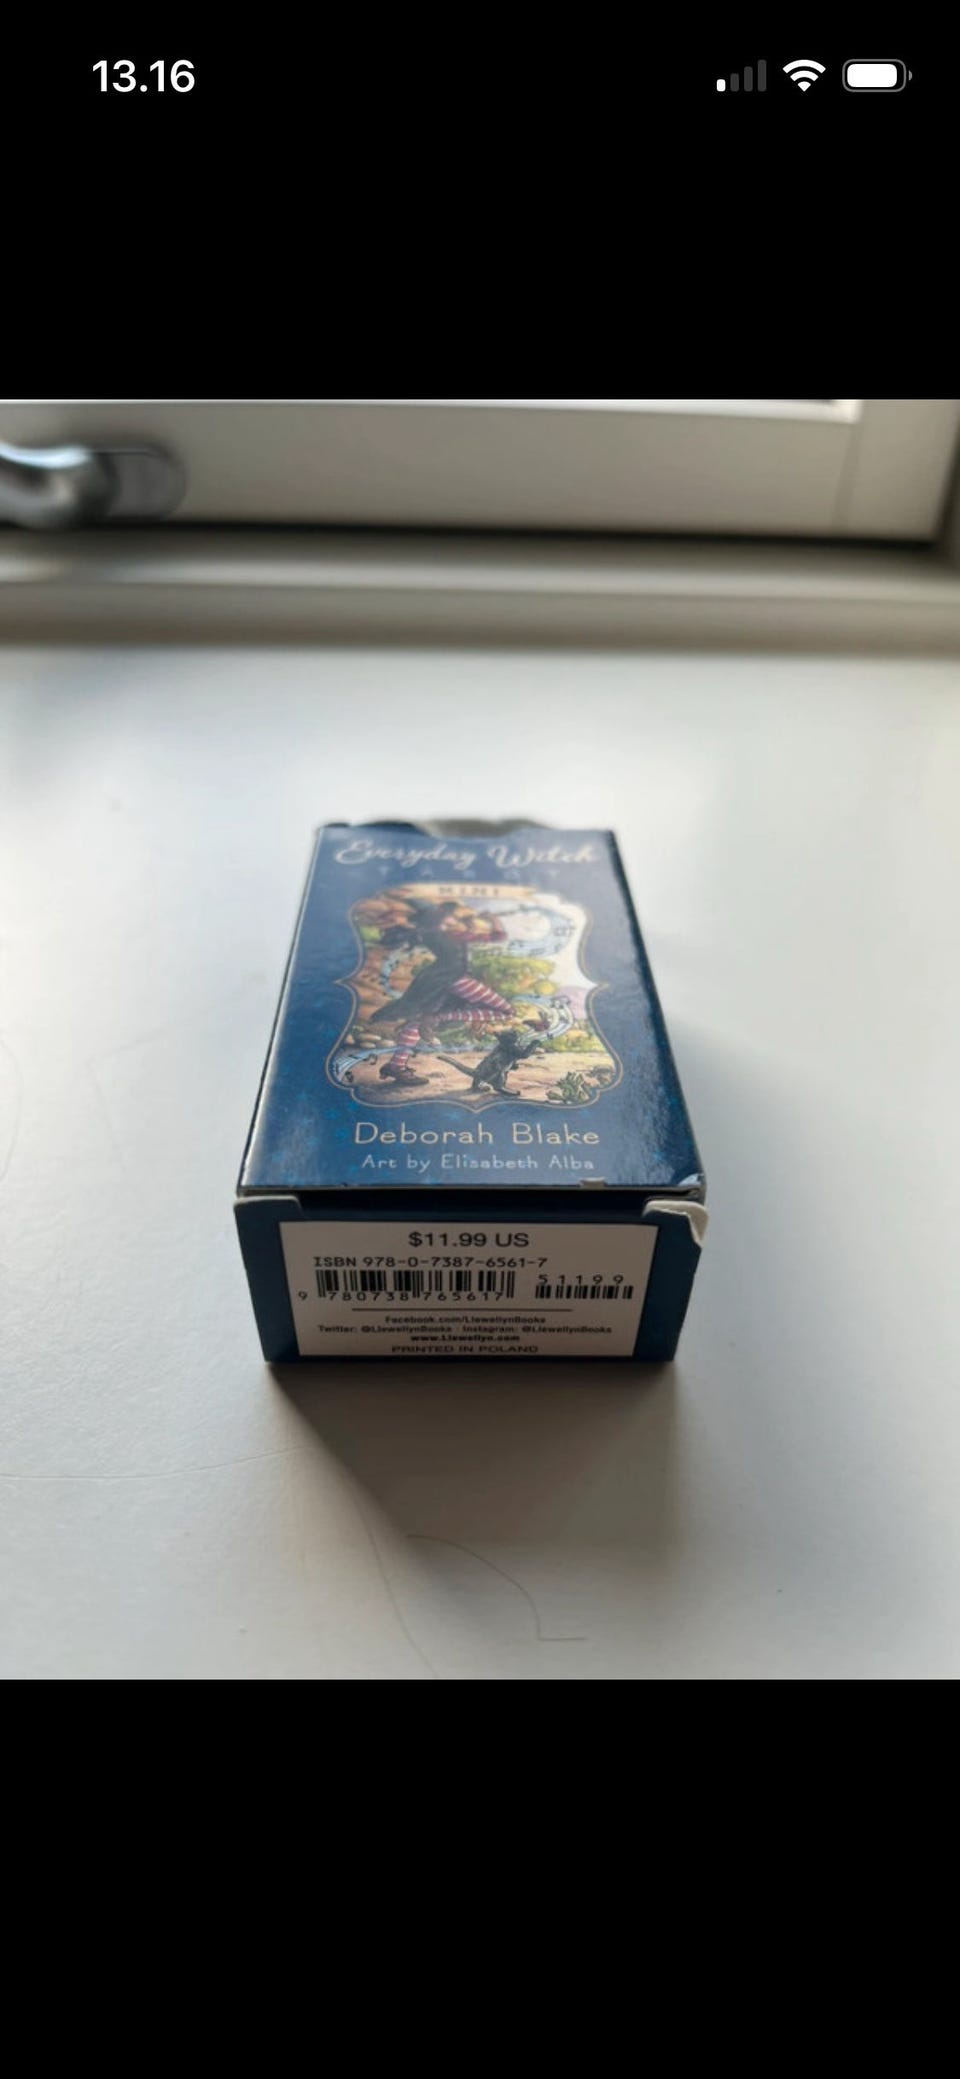 13.16
Everyday Witch
TAROT
MINI
Deborah Blake
Art by Elisabeth Alba
$11.99 US
ISBN 978-0-7387-6561-7
51199
9 780738 765617
Facebook.com/LlewellynBooks
Twitter: @LlewellynBooks · Instagram: @LlewellynBooks
www.Llewellyn.com
PRINTED IN POLAND